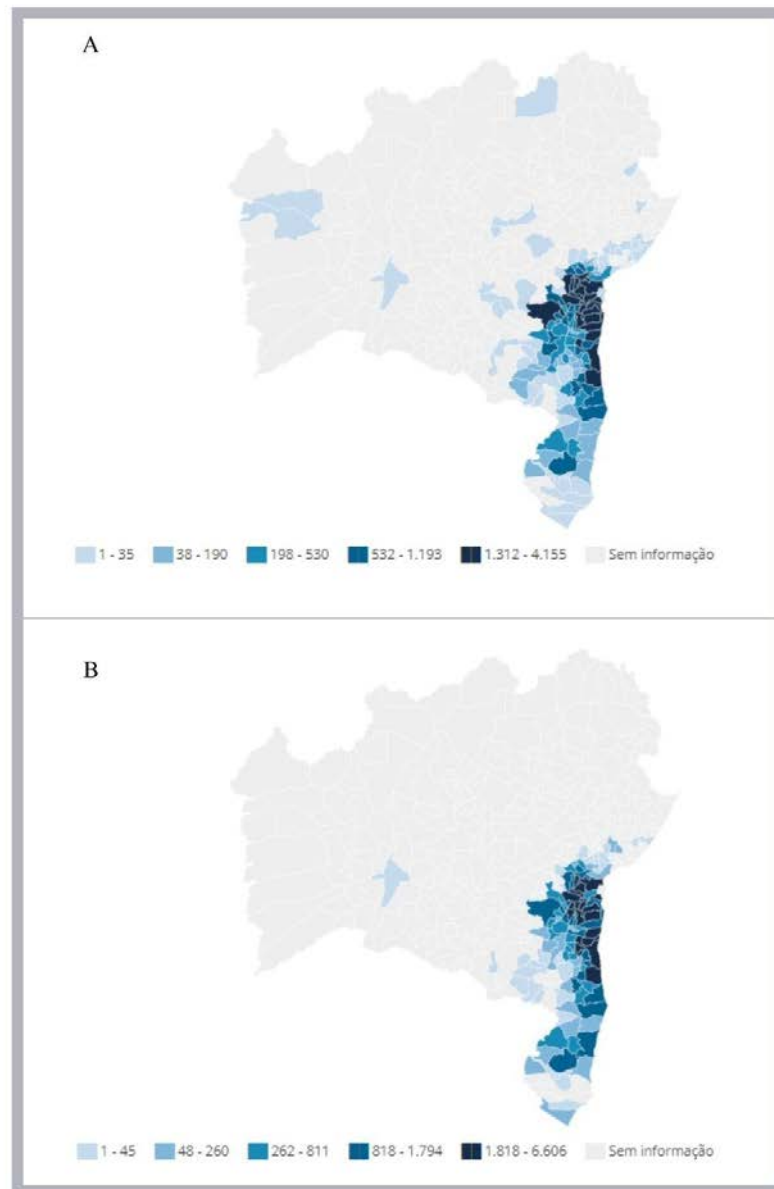 A
1 - 35 38 - 190 198 - 530 532 - 1.193 1.312 - 4.155 Sem informação
B
1 - 45 48 - 260 262 - 811 818 - 1.794 1.818 - 6.606 Sem informação